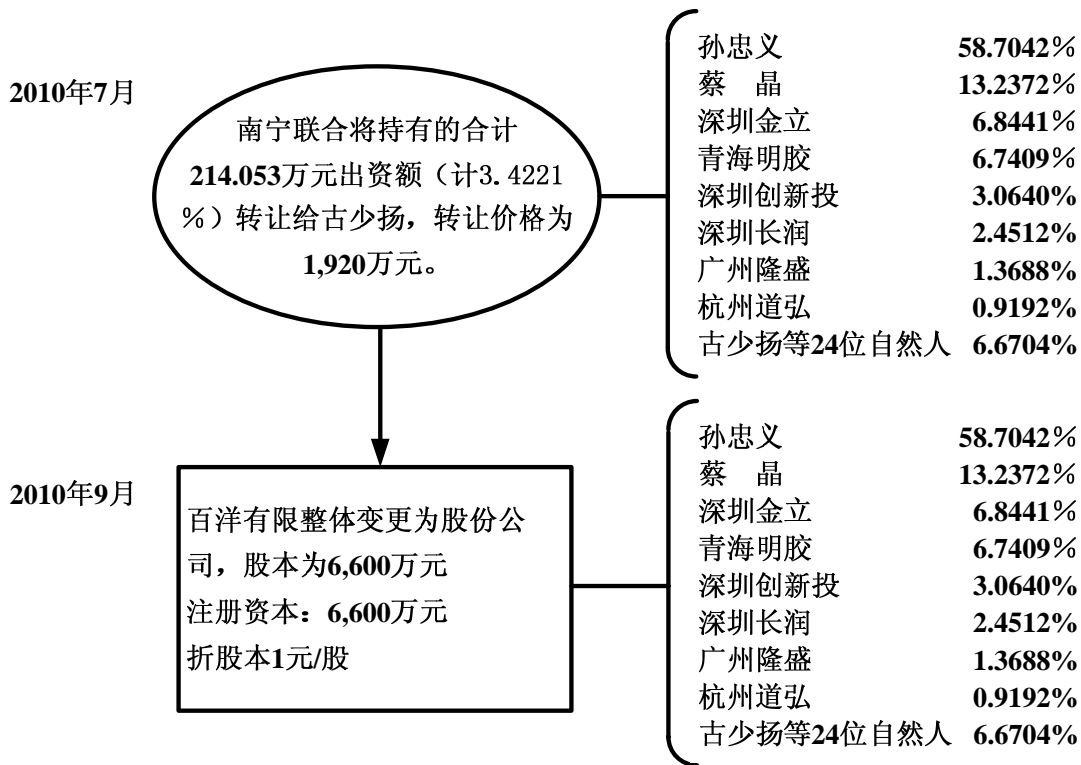 2010年7月
南宁联合将持有的合计
214.053万元出资额（计3.4221
％）转让给古少扬，转让价格为
1,920万元。
孙忠义 58.7042％
蔡　晶 13.2372％
深圳金立 6.8441％
青海明胶 6.7409％
深圳创新投 3.0640%
深圳长润 2.4512%
广州隆盛 1.3688%
杭州道弘 0.9192%
古少扬等24位自然人 6.6704%
2010年9月
百洋有限整体变更为股份公
司，股本为6,600万元
注册资本：6,600万元
折股本1元/股
孙忠义 58.7042％
蔡　晶 13.2372％
深圳金立 6.8441％
青海明胶 6.7409％
深圳创新投 3.0640%
深圳长润 2.4512%
广州隆盛 1.3688%
杭州道弘 0.9192%
古少扬等24位自然人 6.6704%